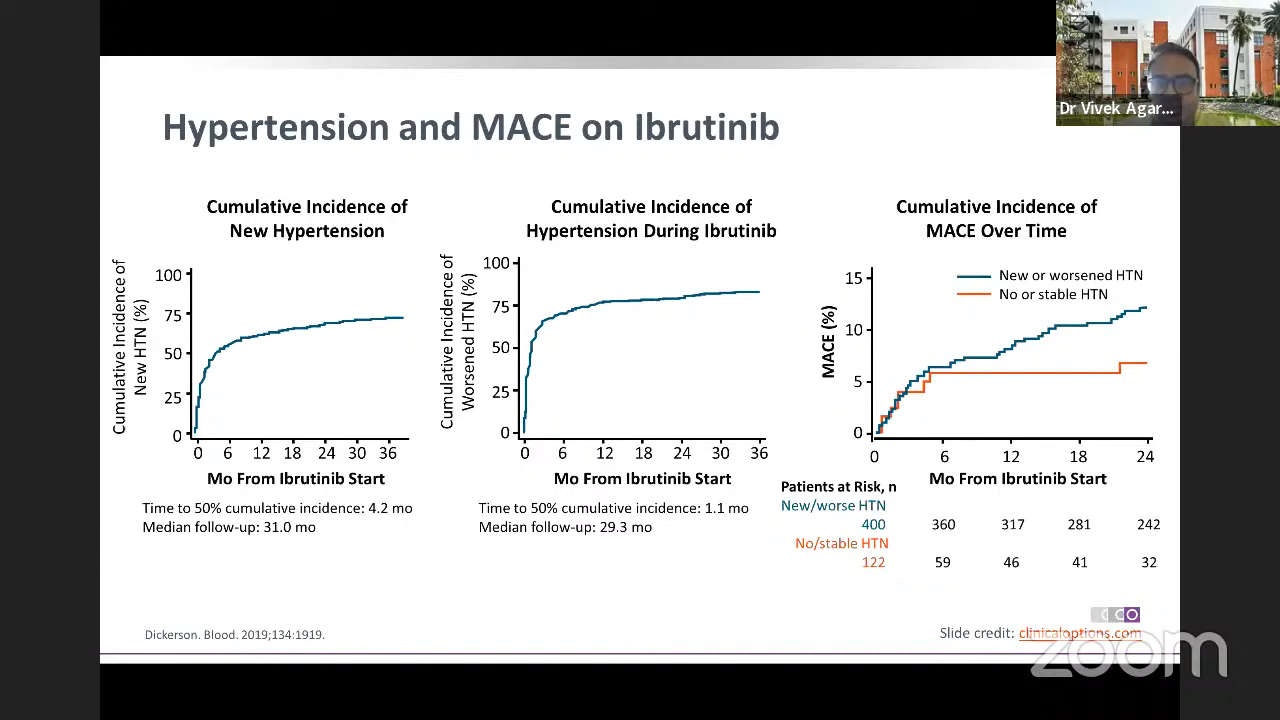 Dr Vivek Agar...
Hypertension and MACE on Ibrutinib
Cumulative Incidence of
New Hypertension
Cumulative Incidence of
New HTN (%)
100
75
50
25
0
0 6 12 18 24 30 36
Mo From Ibrutinib Start
Time to 50% cumulative incidence: 4.2 mo
Median follow-up: 31.0 mo
Cumulative Incidence of
Hypertension During Ibrutinib
Cumulative Incidence of
Worsened HTN (%)
100
75
50
25
0
0 6 12 18 24 30 36
Mo From Ibrutinib Start
Time to 50% cumulative incidence: 1.1 mo
Median follow-up: 29.3 mo
Cumulative Incidence of
MACE Over Time
New or worsened HTN
No or stable HTN
MACE (%)
15
10
5
0
0 6 12 18 24
Mo From Ibrutinib Start
Patients at Risk, n
New/worse HTN
400 360 317 281 242
No/stable HTN
122 59 46 41 32
CCO
Dickerson. Blood. 2019;134:1919.
Slide credit: clinicaloptions.com
zoom